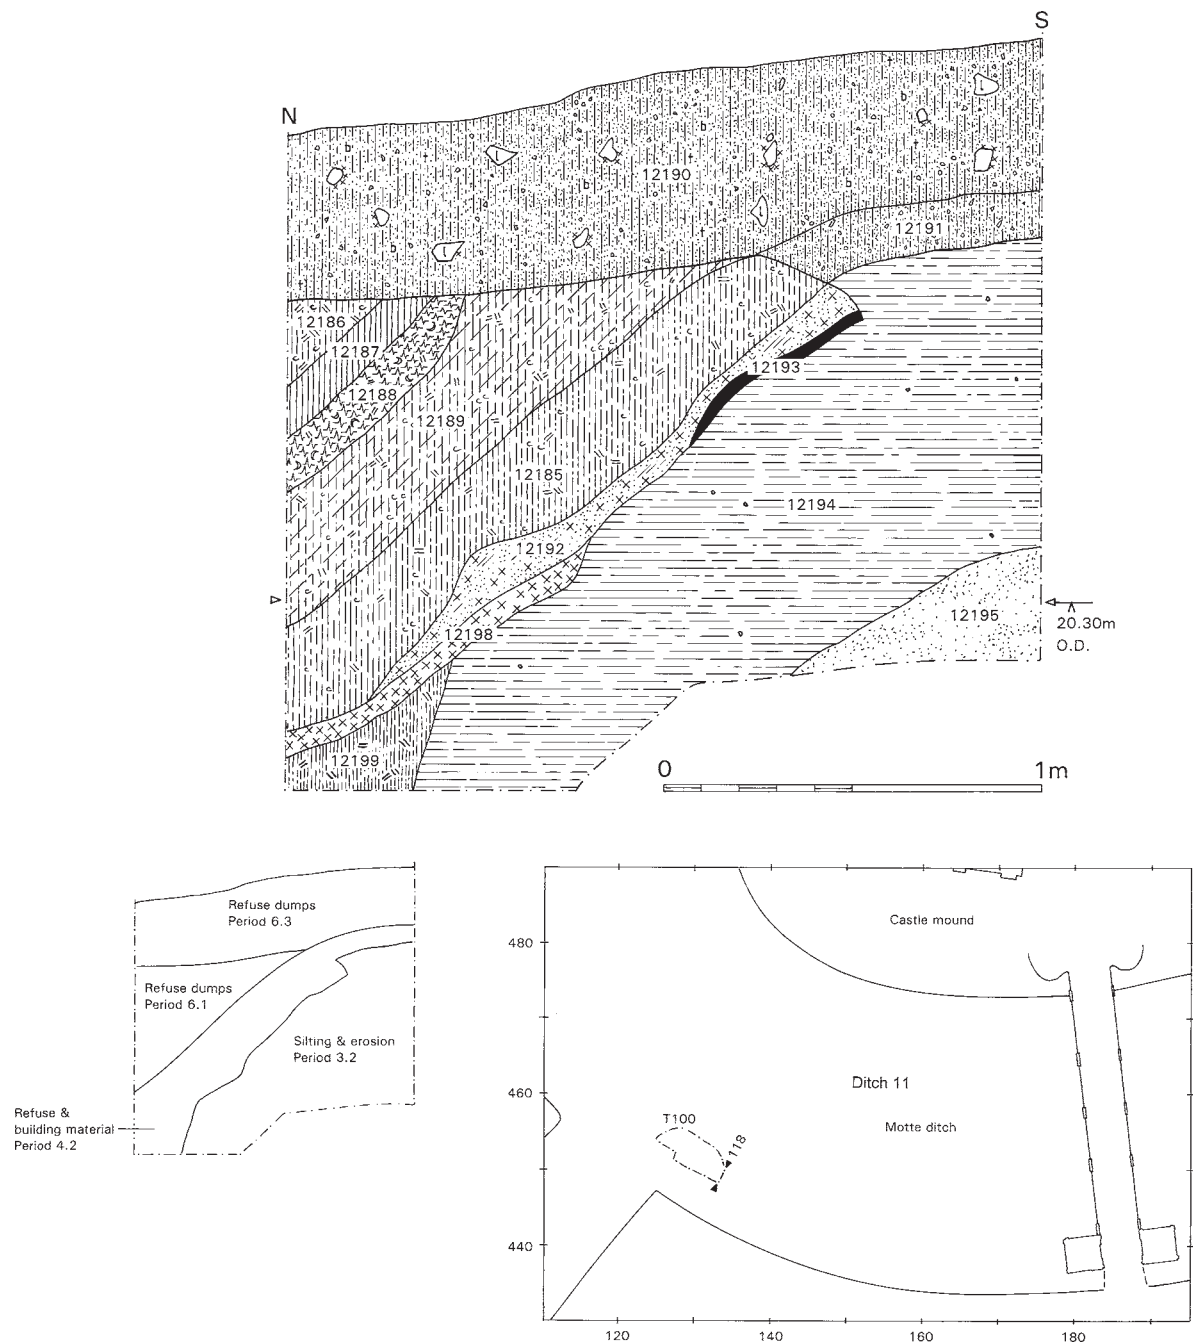 S
N
12190
12191
12186
12187
12193
12188
12189
12185
12194
12192
12195
20.30m
O.D.
12198
12199
0 1m
Refuse dumps
Period 6.3
Refuse dumps
Period 6.1
Silting & erosion
Period 3.2
Refuse &
building material
Period 4.2
480
460
440
120 140 160 180
Castle mound
Ditch 11
Motte ditch
T100
118